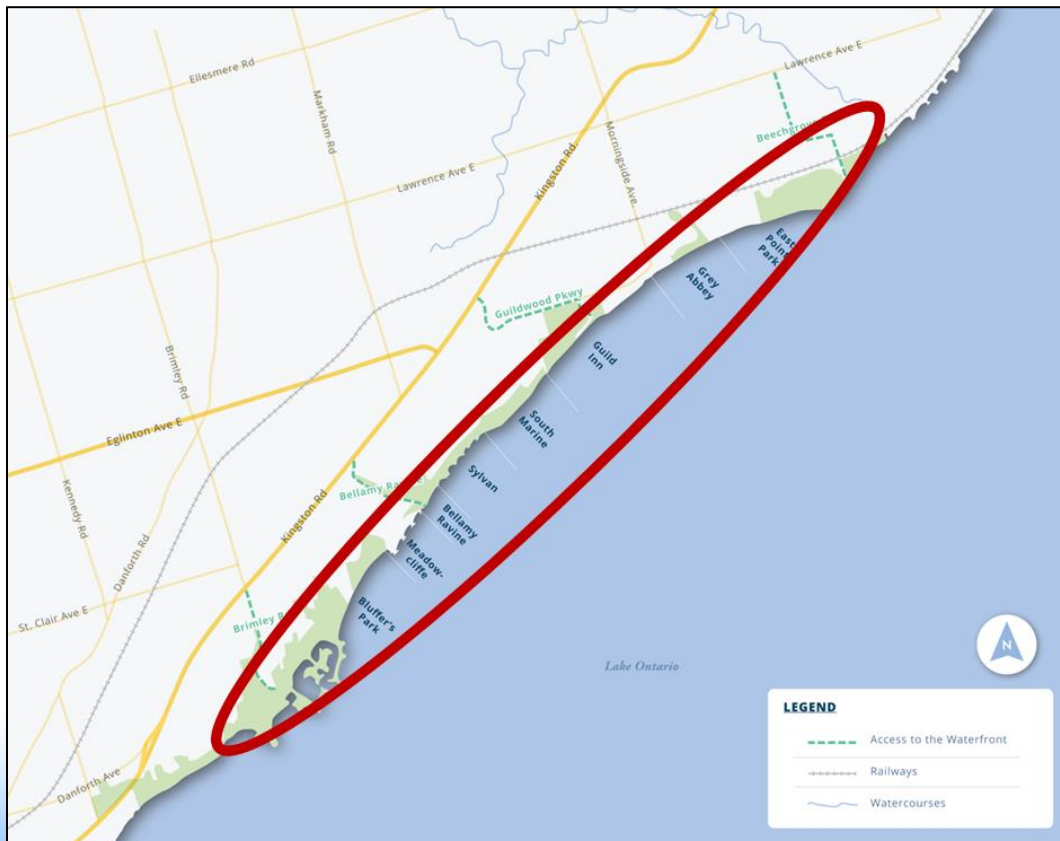 Ellesmere Rd
Lawrence Ave E
Markham Rd
Morningside Ave.
Kingston Rd.
Lawrence Ave E
East
Point
Park
Grey
Abbey
Guildwood Pkwy
Guild
Inn
Brimley Rd
Eglinton Ave E
South
Marine
Sylvan
Kennedy Rd
Danforth Rd
Kingston Rd
Bellamy
Bellamy
Ravine
Meadow-
cliffe
St. Clair Ave E
Brimley
Bluffer's
Park
Lake Ontario
N
Danforth Ave
LEGEND
Access to the Waterfront
Railways
Watercourses